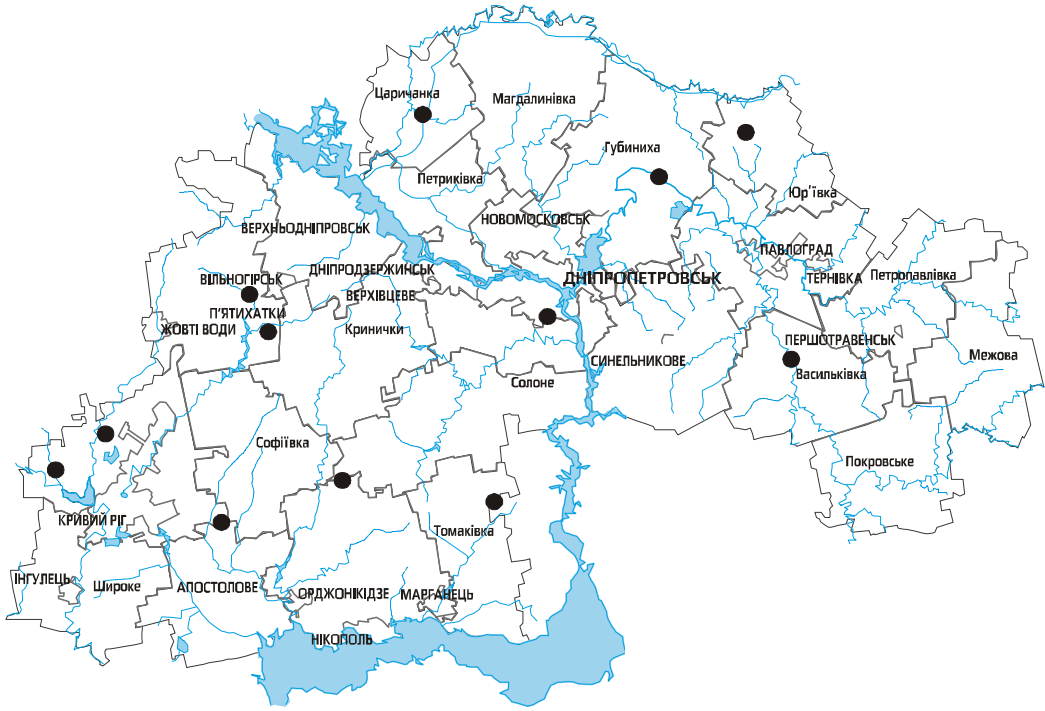 Царичанка
Магдалинівка
Губиниха
Петриківка
Юр'ївка
НОВОМОСКОВСЬК
ВЕРХНЬОДНІПРОВСЬК
ПАВЛОГРАД
ДНІПРОДЗЕРЖИНСЬК
ВІЛЬНОГІРСЬК
ДНІПРОПЕТРОВСЬК
ТЕРНІВКА
Петропавлівка
ВЕРХІВЦЕВЕ
П'ЯТИХАТКИ
ЖОВТІ ВОДИ
Кринички
ПЕРШОТРАВЕНСЬК
Межова
СИНЕЛЬНИКОВЕ
Васильківка
Солоне
Софіївка
Покровське
КРИВИЙ РІГ
Томаківка
ІНГУЛЕЦЬ
Широке
АПОСТОЛОВЕ
ОРДЖОНІКІДЗЕ
МАРГАНЕЦЬ
НІКОПОЛЬ